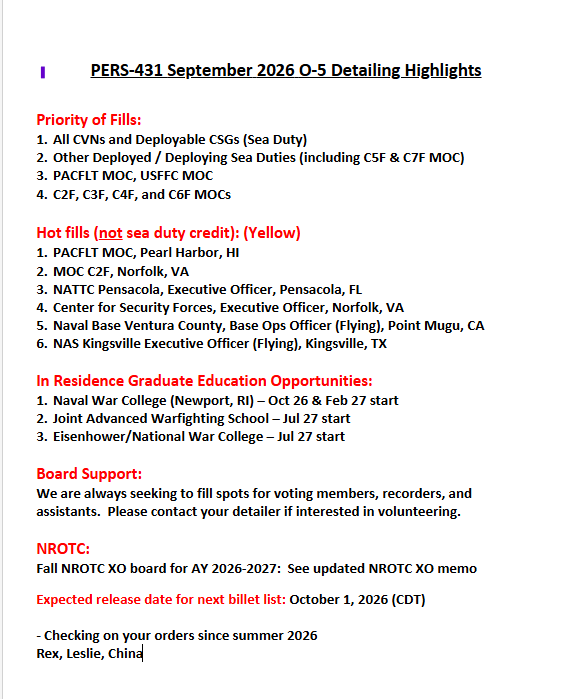 PERS-431 September 2026 O-5 Detailing Highlights
Priority of Fills:
1. All CVNs and Deployable CSGs (Sea Duty)
2. Other Deployed / Deploying Sea Duties (including C5F & C7F MOC)
3. PACFLT MOC, USFFC MOC
4. C2F, C3F, C4F, and C6F MOCs
Hot fills (not sea duty credit): (Yellow)
1. PACFLT MOC, Pearl Harbor, HI
2. MOC C2F, Norfolk, VA
3. NATTC Pensacola, Executive Officer, Pensacola, FL
4. Center for Security Forces, Executive Officer, Norfolk, VA
5. Naval Base Ventura County, Base Ops Officer (Flying), Point Mugu, CA
6. NAS Kingsville Executive Officer (Flying), Kingsville, TX
In Residence Graduate Education Opportunities:
1. Naval War College (Newport, RI) – Oct 26 & Feb 27 start
2. Joint Advanced Warfighting School – Jul 27 start
3. Eisenhower/National War College – Jul 27 start
Board Support:
We are always seeking to fill spots for voting members, recorders, and
assistants.  Please contact your detailer if interested in volunteering.
NROTC:
Fall NROTC XO board for AY 2026-2027:  See updated NROTC XO memo
Expected release date for next billet list: October 1, 2026 (CDT)
- Checking on your orders since summer 2026
Rex, Leslie, China